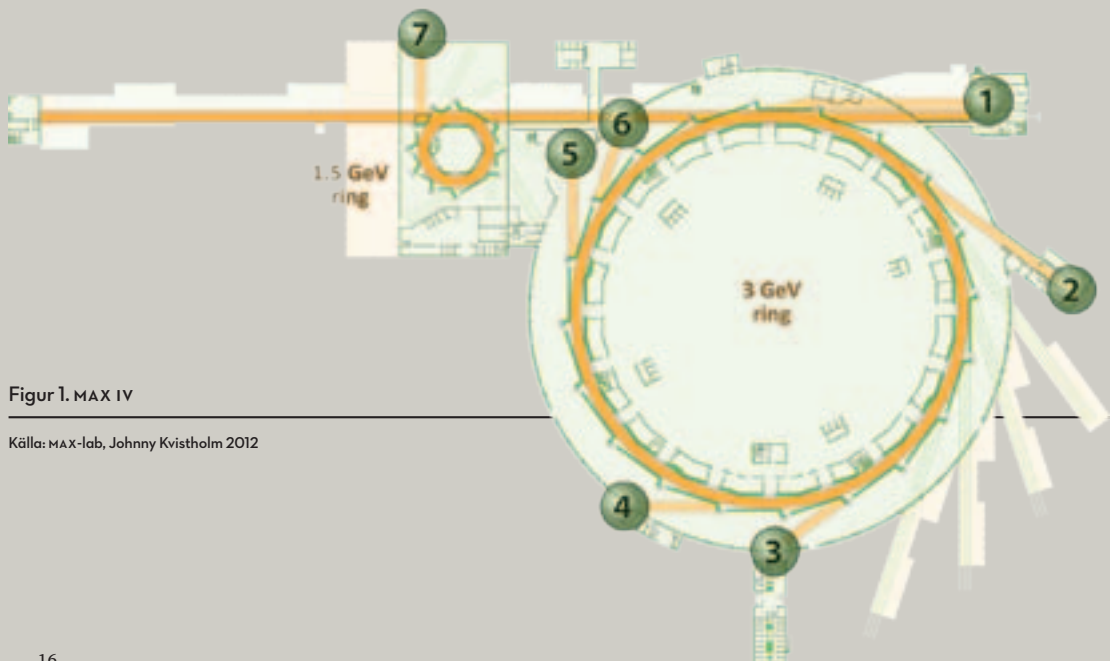 7
1
6
5
1.5 GeV
ring
2
3 GeV
ring
Figur 1. MAX IV
Källa: MAX-lab, Johnny Kvistholm 2012
4
3
16